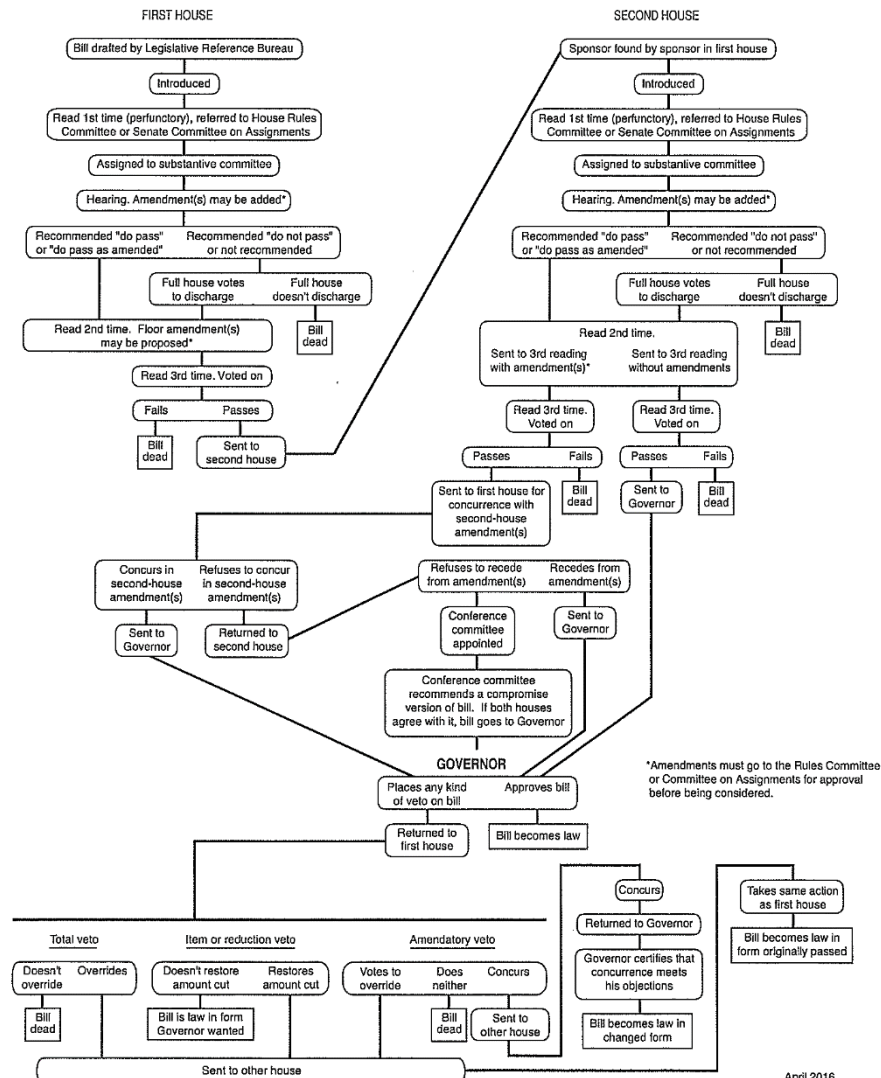 FIRST HOUSE
Bill drafted by Legislative Reference Bureau
Introduced
Read 1st time (perfunctory), referred to House Rules
Committee or Senate Committee on Assignments
Assigned to substantive committee
Hearing. Amendment(s) may be added*
Recommended "do pass"
or "do pass as amended"
Recommended "do not pass"
or not recommended
Full house votes
to discharge
Full house
doesn't discharge
Bill
dead
Read 2nd time. Floor amendment(s)
may be proposed*
Read 3rd time. Voted on
Fails
Passes
Bill
dead
Sent to
second house
SECOND HOUSE
Sponsor found by sponsor in first house
Introduced
Read 1st time (perfunctory), referred to House Rules
Committee or Senate Committee on Assignments
Assigned to substantive committee
Hearing. Amendment(s) may be added*
Recommended "do pass"
or "do pass as amended"
Recommended "do not pass"
or not recommended
Full house votes
to discharge
Full house
doesn't discharge
Bill
dead
Read 2nd time.
Sent to 3rd reading
with amendment(s)*
Sent to 3rd reading
without amendments
Read 3rd time.
Voted on
Read 3rd time.
Voted on
Passes
Fails
Passes
Fails
Sent to first house for
concurrence with
second-house
amendment(s)
Bill
dead
Sent to
Governor
Bill
dead
Concurs in
second-house
amendment(s)
Refuses to concur
in second-house
amendment(s)
Sent to
Governor
Returned to
second house
Refuses to recede
from amendment(s)
Recedes from
amendment(s)
Conference
committee
appointed
Sent to
Governor
Conference committee
recommends a compromise
version of bill. If both houses
agree with it, bill goes to Governor
GOVERNOR
Places any kind
of veto on bill
Approves bill
Returned to
first house
Bill becomes law
*Amendments must go to the Rules Committee
or Committee on Assignments for approval
before being considered.
Total veto
Doesn't
override
Overrides
Bill
dead
Item or reduction veto
Doesn't restore
amount cut
Restores
amount cut
Bill is law in form
Governor wanted
Amendatory veto
Votes to
override
Does
neither
Concurs
Bill
dead
Sent to
other house
Sent to other house
Concurs
Returned to Governor
Governor certifies that
concurrence meets
his objections
Bill becomes law in
changed form
Takes same action
as first house
Bill becomes law in
form originally passed
April 2016